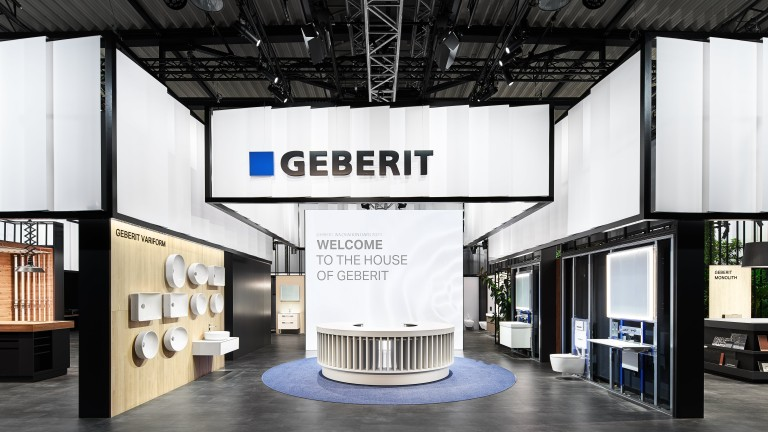 GEBERIT
GEBERIT VARIFORM
WELCOME
TO THE HOUSE
OF GEBERIT
GEBERIT
MONOLITH